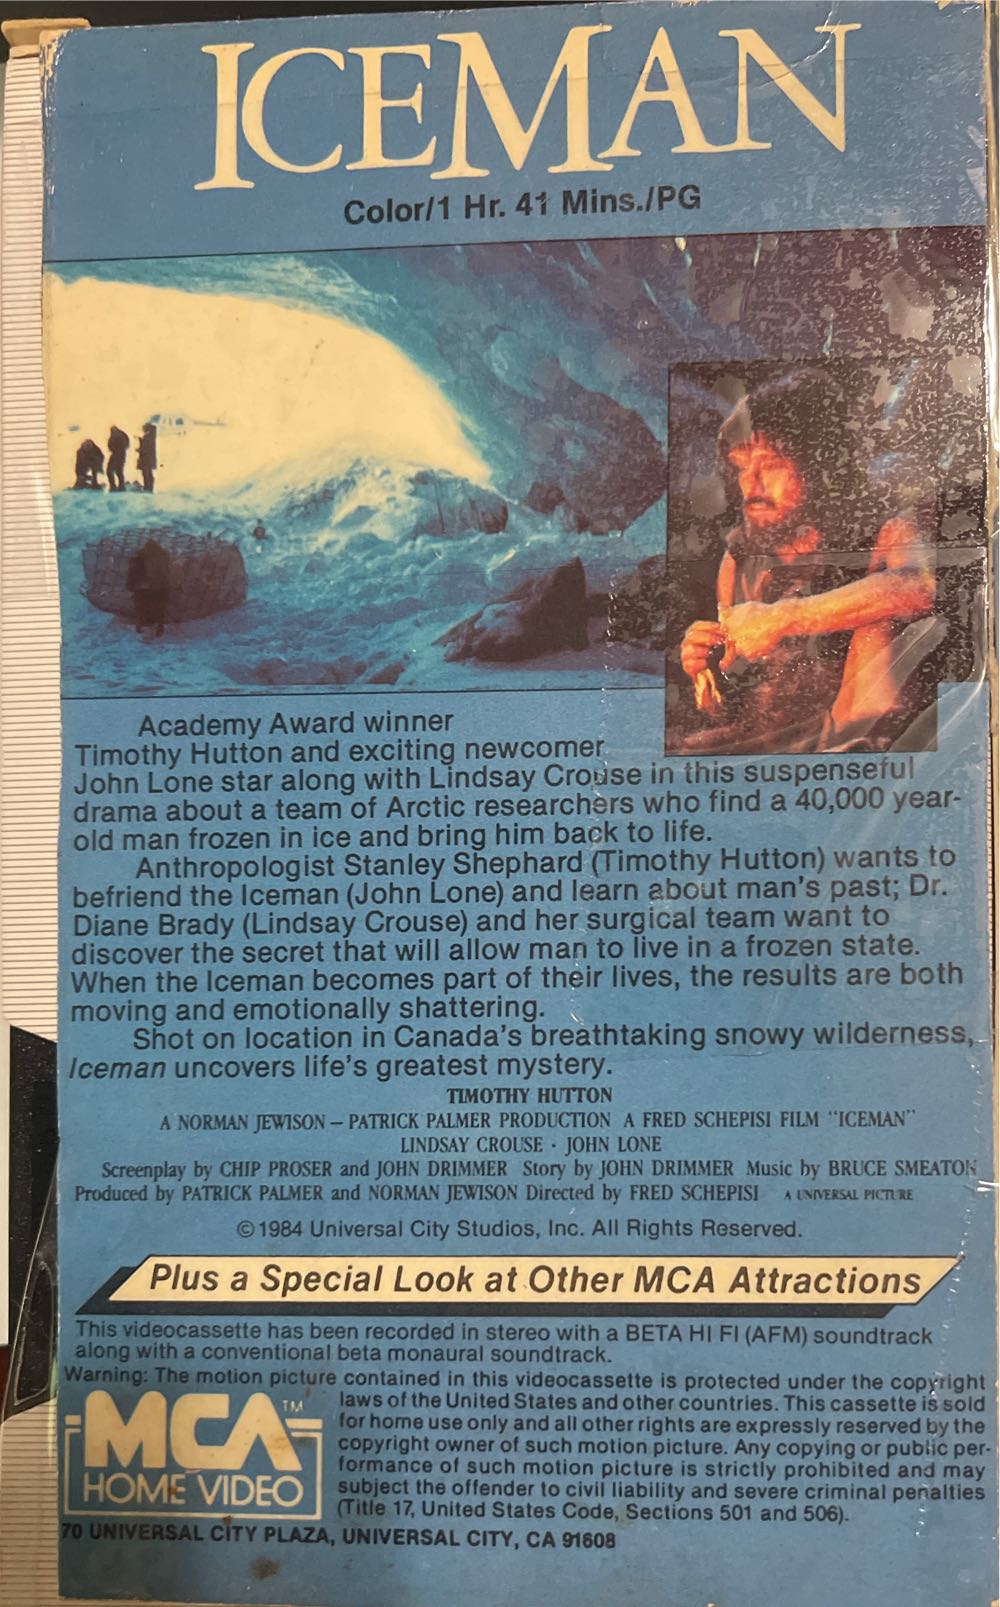 ICEMAN
Color/1 Hr. 41 Mins./PG
Academy Award winner
Timothy Hutton and exciting newcomer
John Lone star along with Lindsay Crouse in this suspenseful
drama about a team of Arctic researchers who find a 40,000 year-
old man frozen in ice and bring him back to life.
Anthropologist Stanley Shephard (Timothy Hutton) wants to
befriend the Iceman (John Lone) and learn about man's past; Dr.
Diane Brady (Lindsay Crouse) and her surgical team want to
discover the secret that will allow man to live in a frozen state.
When the Iceman becomes part of their lives, the results are both
moving and emotionally shattering.
Shot on location in Canada's breathtaking snowy wilderness,
Iceman uncovers life's greatest mystery.
TIMOTHY HUTTON
A NORMAN JEWISON – PATRICK PALMER PRODUCTION A FRED SCHEPISI FILM "ICEMAN"
LINDSAY CROUSE · JOHN LONE
Screenplay by CHIP PROSER and JOHN DRIMMER Story by JOHN DRIMMER Music by BRUCE SMEATON
Produced by PATRICK PALMER and NORMAN JEWISON Directed by FRED SCHEPISI A UNIVERSAL PICTURE
©1984 Universal City Studios, Inc. All Rights Reserved.
Plus a Special Look at Other MCA Attractions
This videocassette has been recorded in stereo with a BETA HI FI (AFM) soundtrack
along with a conventional beta monaural soundtrack.
Warning: The motion picture contained in this videocassette is protected under the copyright
laws of the United States and other countries. This cassette is sold
for home use only and all other rights are expressly reserved by the
copyright owner of such motion picture. Any copying or public per-
formance of such motion picture is strictly prohibited and may
subject the offender to civil liability and severe criminal penalties
(Title 17, United States Code, Sections 501 and 506).
MCA TM
HOME VIDEO
70 UNIVERSAL CITY PLAZA, UNIVERSAL CITY, CA 91608